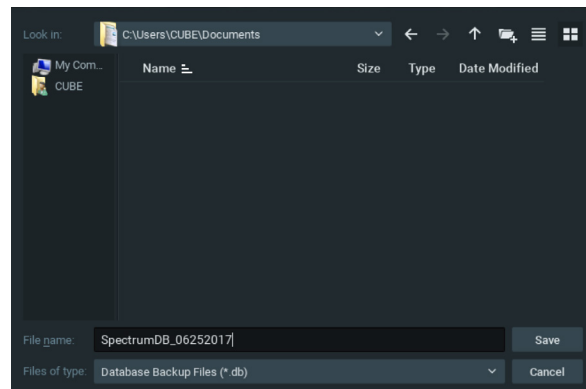 Look in: C:\Users\CUBE\Documents
My Com...
CUBE
Name Size Type Date Modified
File name: SpectrumDB_06252017 Save
Files of type: Database Backup Files (*.db) Cancel